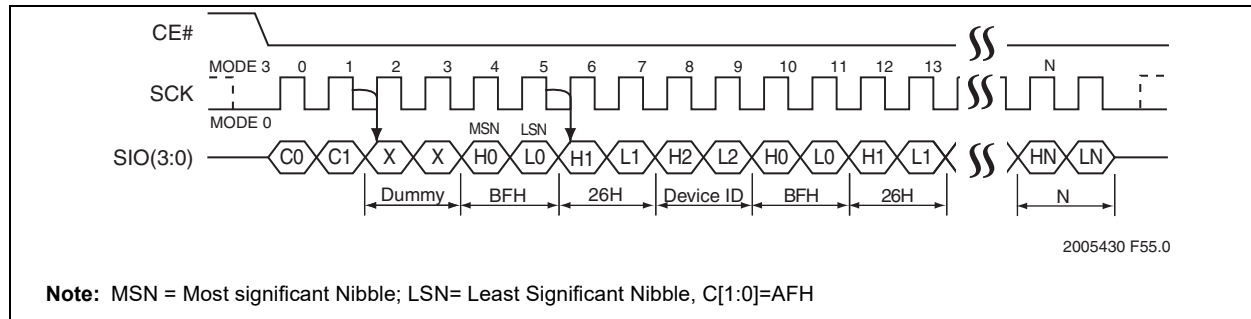 CE#
MODE 3 0 1 2 3 4 5 6 7 8 9 10 11 12 13 N
SCK
MODE 0
MSN LSN
SIO(3:0) C0 C1 X X H0 L0 H1 L1 H2 L2 H0 L0 H1 L1 HN LN
Dummy BFH 26H Device ID BFH 26H N
2005430 F55.0
Note: MSN = Most significant Nibble; LSN= Least Significant Nibble, C[1:0]=AFH